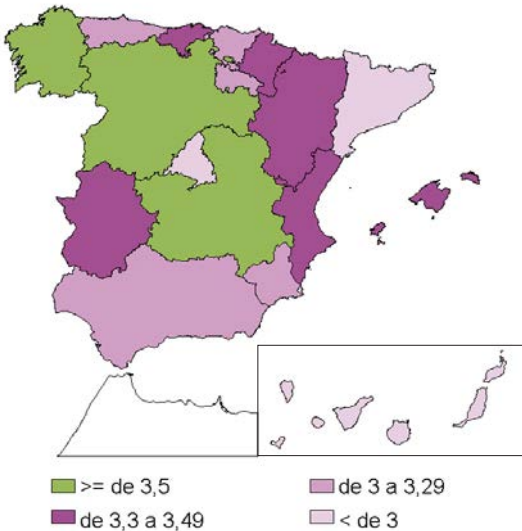 >= de 3,5
de 3 a 3,29
de 3,3 a 3,49
< de 3